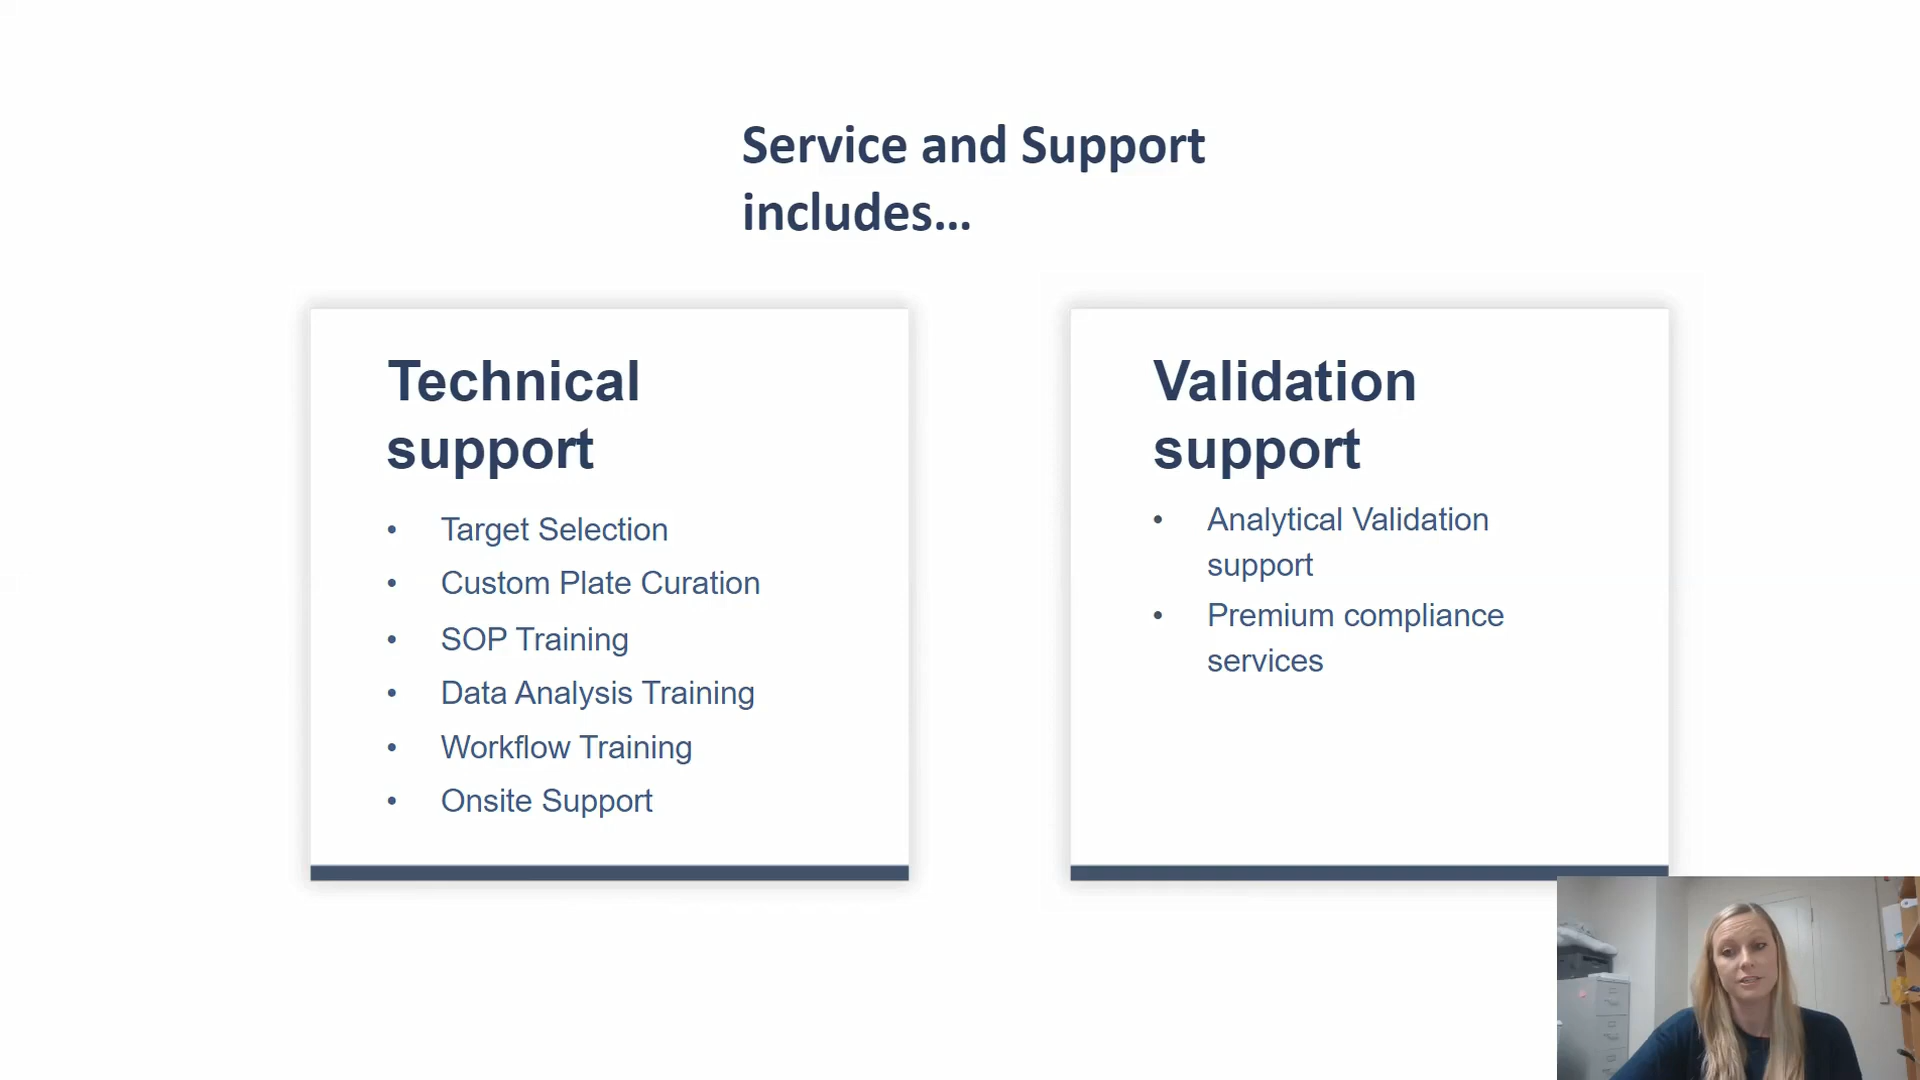 Service and Support
includes...
Technical
support
• Target Selection
• Custom Plate Curation
• SOP Training
• Data Analysis Training
• Workflow Training
• Onsite Support
Validation
support
• Analytical Validation
support
• Premium compliance
services